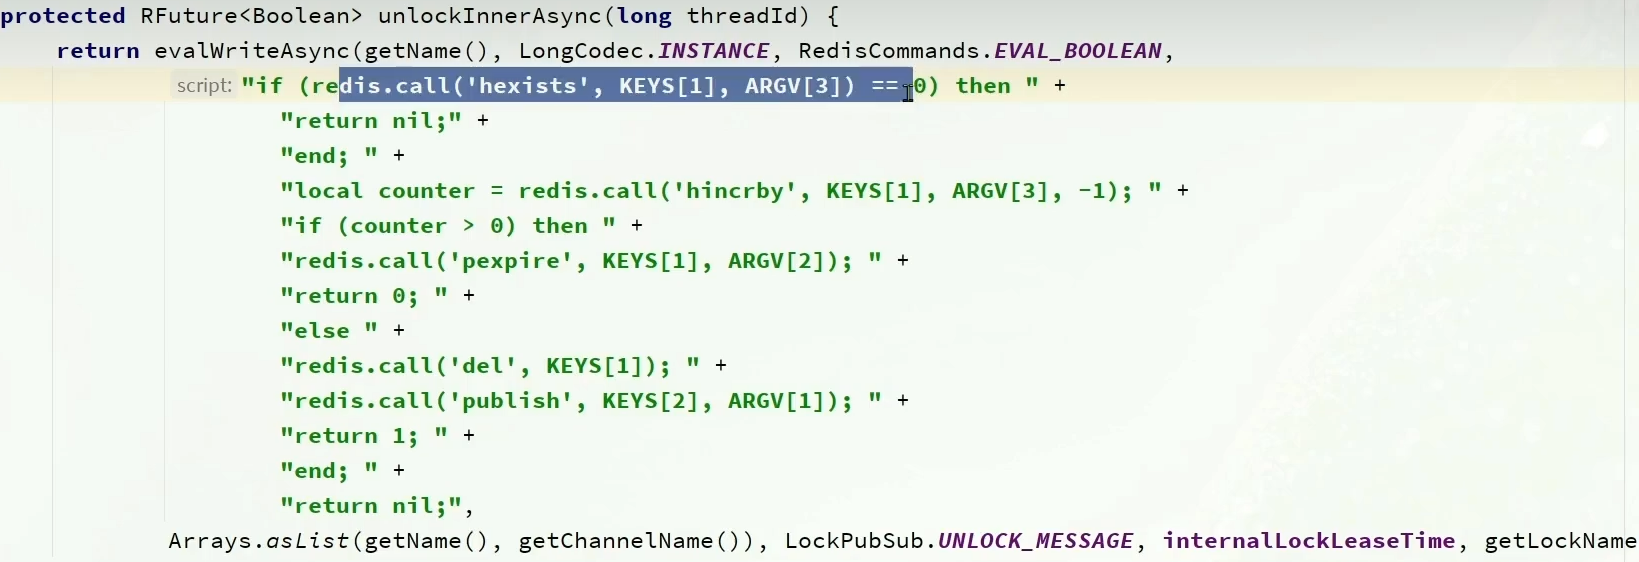 protected RFuture<Boolean> unlockInnerAsync(long threadId) {
return evalWriteAsync(getName(), LongCodec.INSTANCE, RedisCommands.EVAL_BOOLEAN,
script: "if (redis.call('hexists', KEYS[1], ARGV[3]) == 0) then " +
"return nil;" +
"end; " +
"local counter = redis.call('hincrby', KEYS[1], ARGV[3], -1); " +
"if (counter > 0) then " +
"redis.call('pexpire', KEYS[1], ARGV[2]); " +
"return 0; " +
"else " +
"redis.call('del', KEYS[1]); " +
"redis.call('publish', KEYS[2], ARGV[1]); " +
"return 1; " +
"end; " +
"return nil;",
Arrays.asList(getName(), getChannelName()), LockPubSub.UNLOCK_MESSAGE, internalLockLeaseTime, getLockName